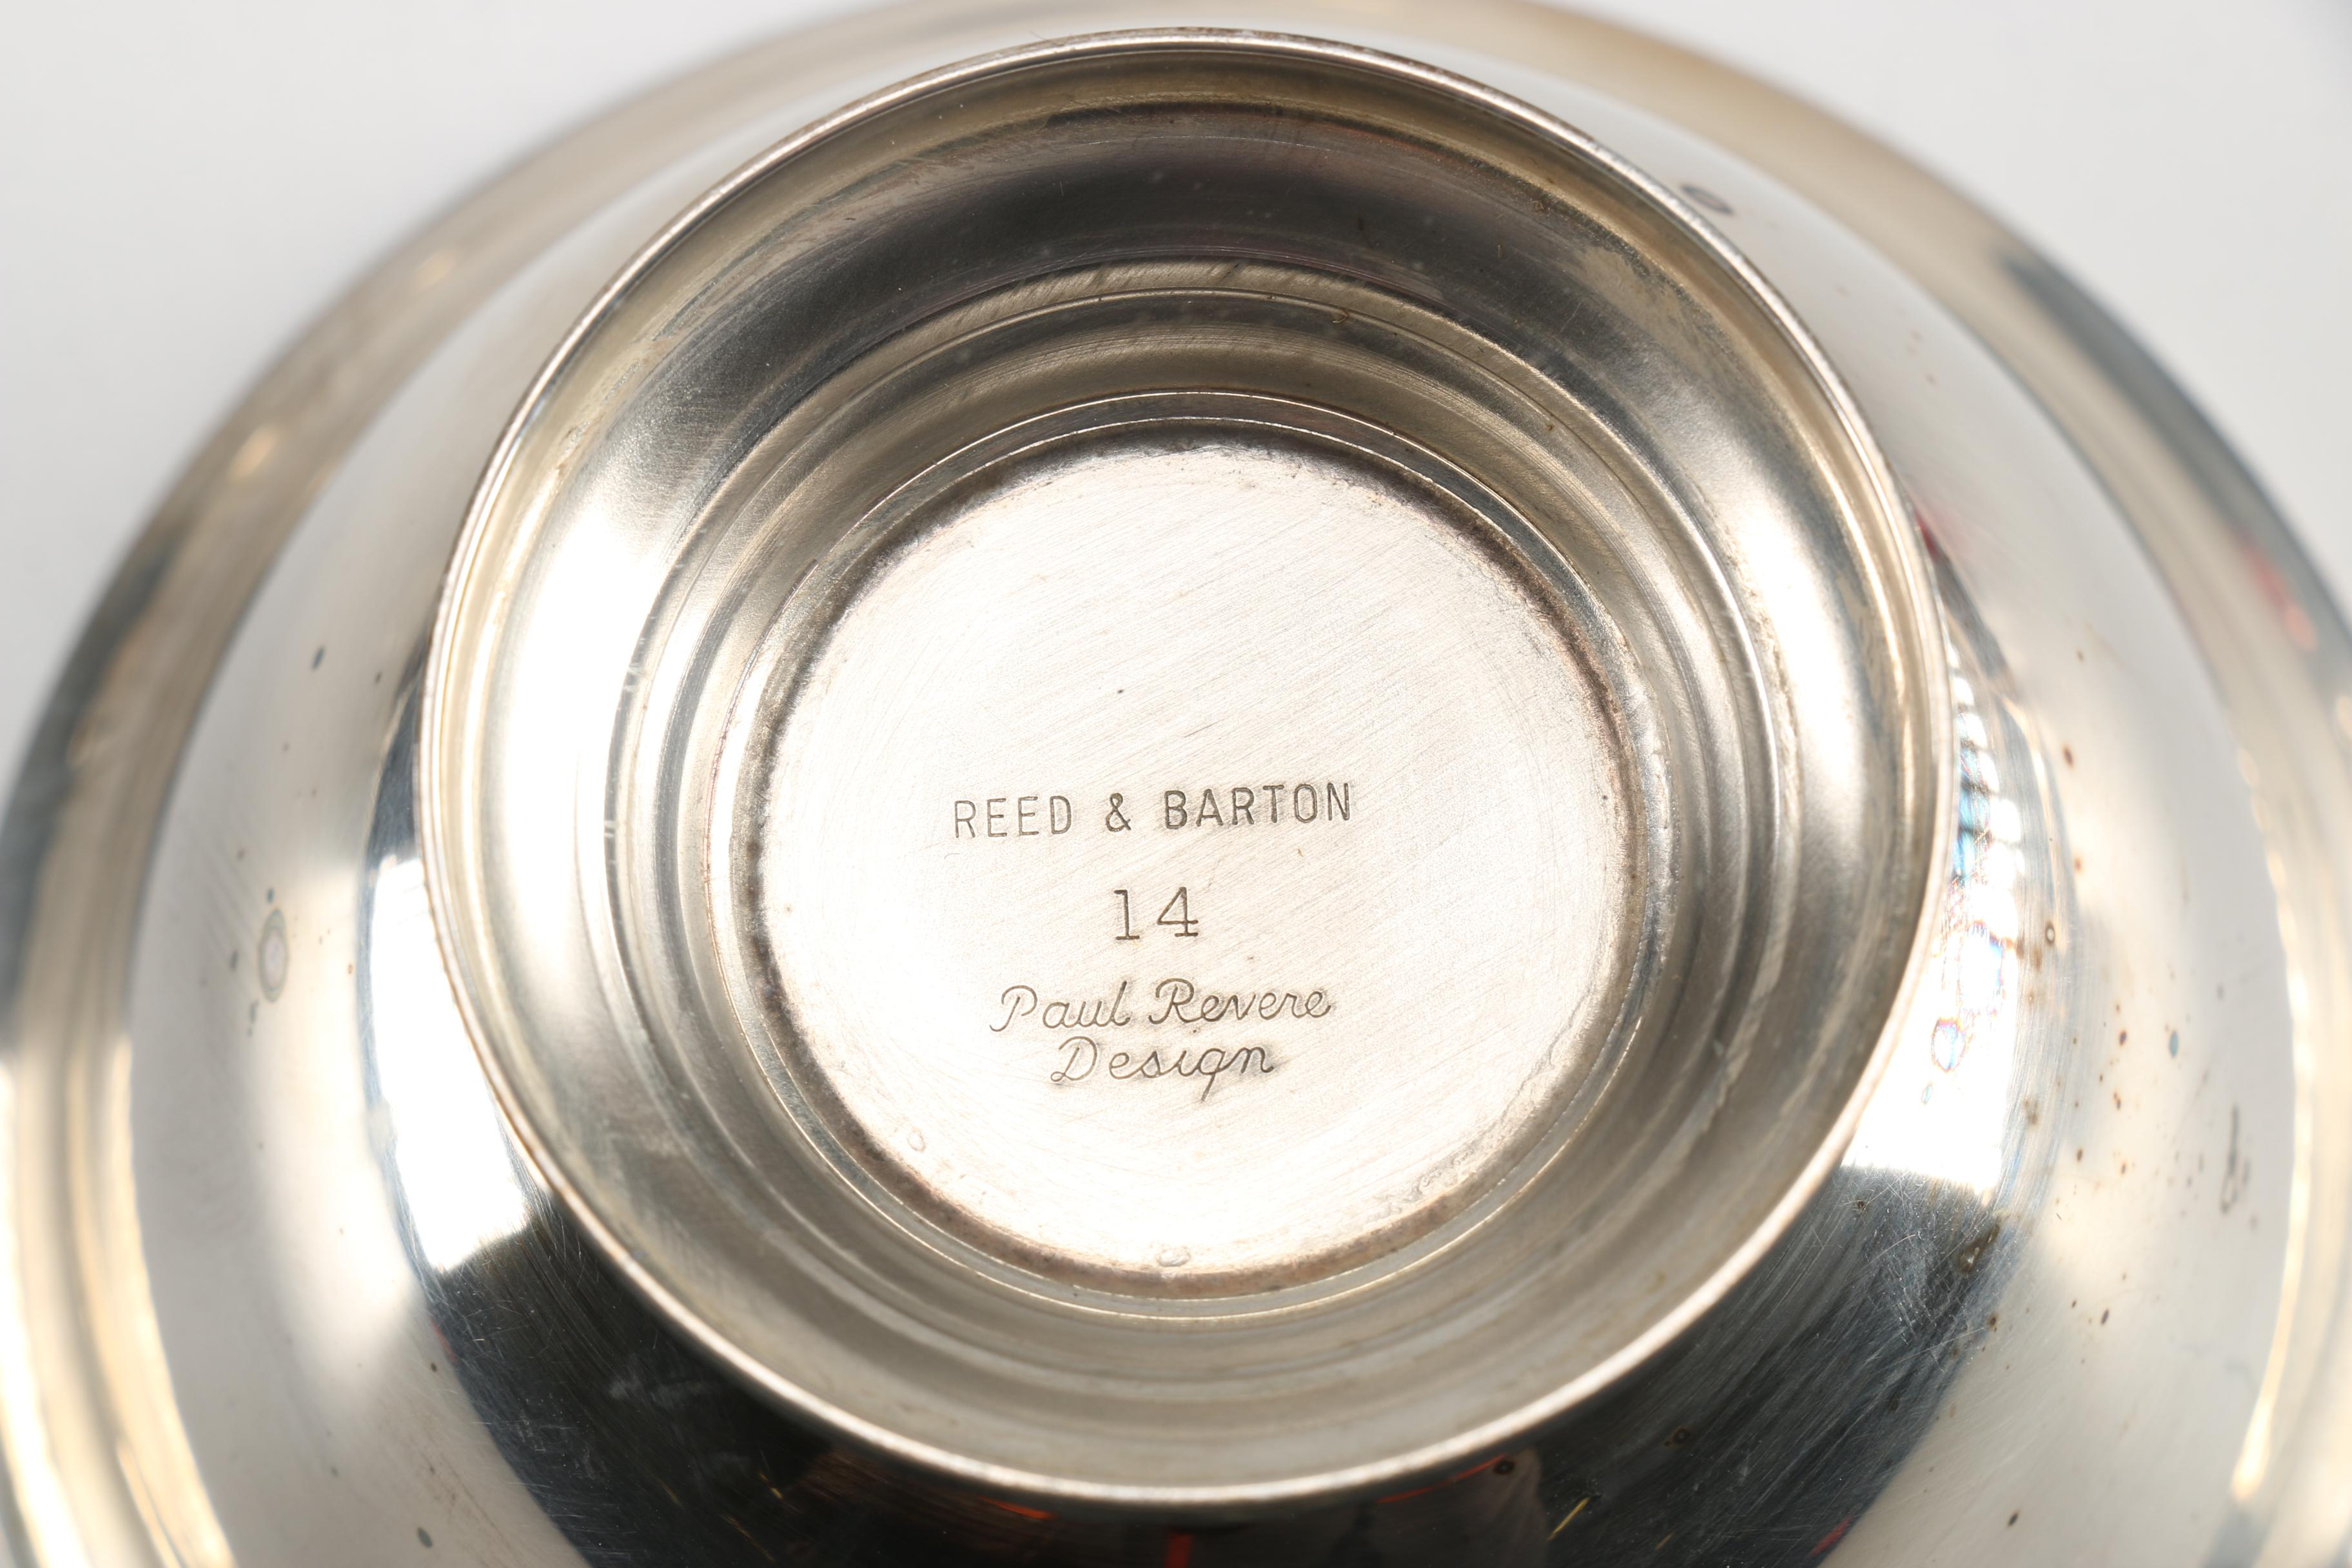 REED & BARTON
14
Paul Revere
Design